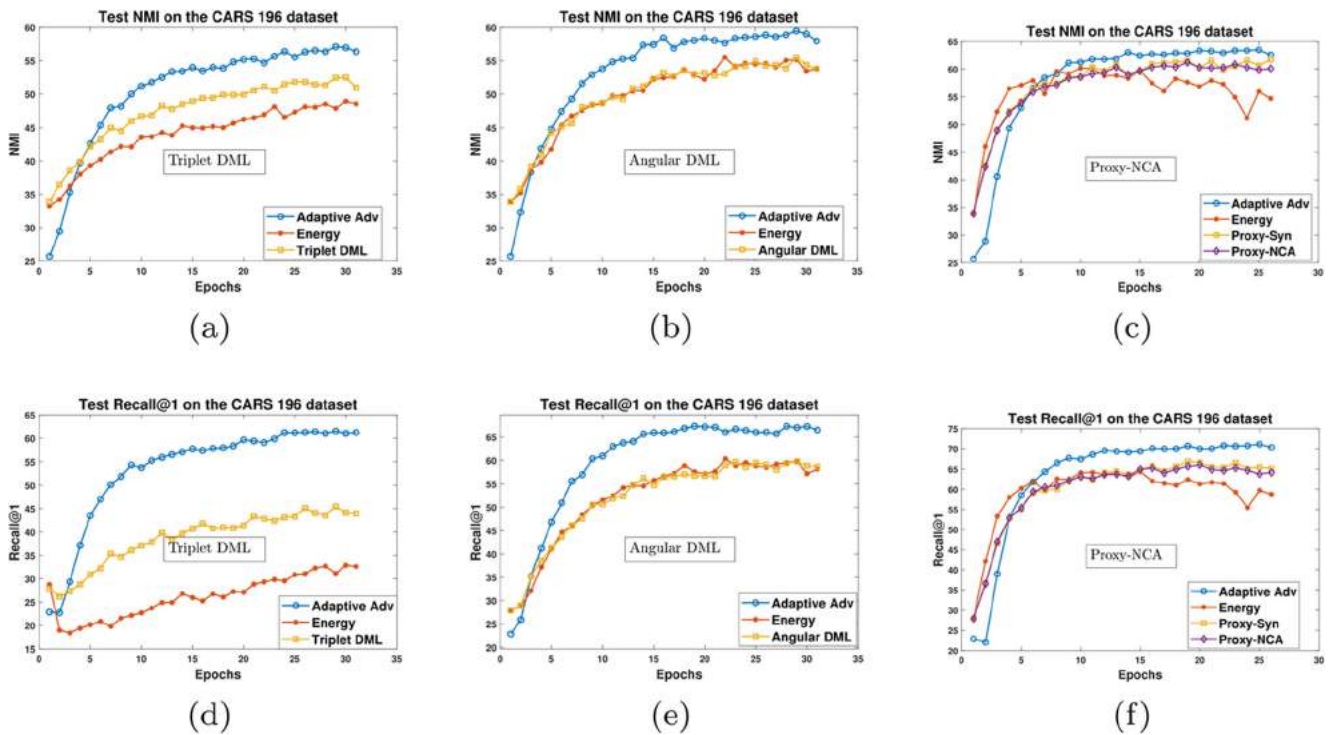 Test NMI on the CARS 196 dataset
60
55
50
45
40
35
30
25
NMI
Triplet DML
Adaptive Adv
Energy
Triplet DML
0 5 10 15 20 25 30 35
Epochs
(a)
Test NMI on the CARS 196 dataset
60
55
50
45
40
35
30
25
NMI
Angular DML
Adaptive Adv
Energy
Angular DML
0 5 10 15 20 25 30 35
Epochs
(b)
Test NMI on the CARS 196 dataset
65
60
55
50
45
40
35
30
25
NMI
Proxy-NCA
Adaptive Adv
Energy
Proxy-Syn
Proxy-NCA
0 5 10 15 20 25 30
Epochs
(c)
Test Recall@1 on the CARS 196 dataset
65
60
55
50
45
40
35
30
25
20
15
Recall@1
Triplet DML
Adaptive Adv
Energy
Triplet DML
0 5 10 15 20 25 30 35
Epochs
(d)
Test Recall@1 on the CARS 196 dataset
65
60
55
50
45
40
35
30
25
20
Recall@1
Angular DML
Adaptive Adv
Energy
Angular DML
0 5 10 15 20 25 30 35
Epochs
(e)
Test Recall@1 on the CARS 196 dataset
75
70
65
60
55
50
45
40
35
30
25
20
Recall@1
Proxy-NCA
Adaptive Adv
Energy
Proxy-Syn
Proxy-NCA
0 5 10 15 20 25 30
Epochs
(f)